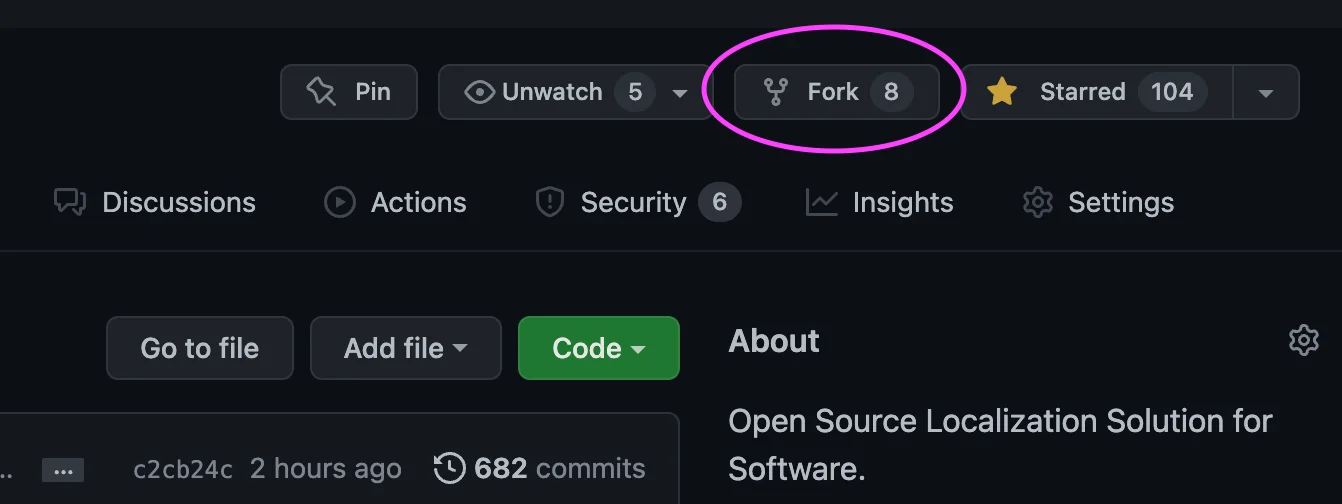 Pin Unwatch 5 Fork 8 Starred 104
Discussions Actions Security 6 Insights Settings
Go to file Add file Code
About
Open Source Localization Solution for
Software.
.. ... c2cb24c 2 hours ago 682 commits